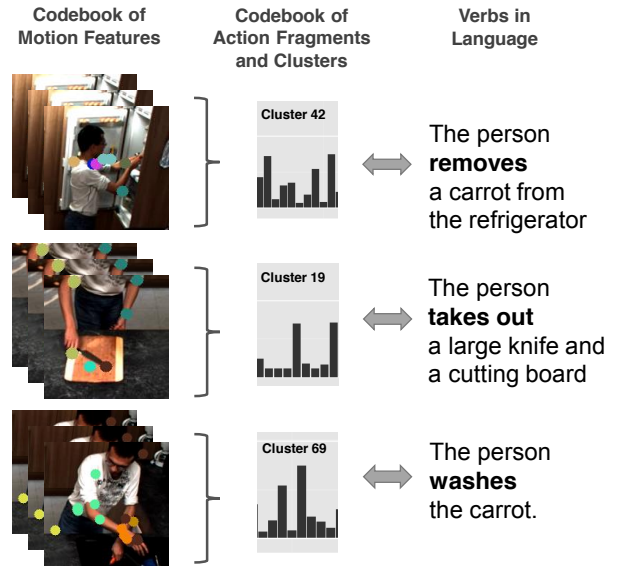 Codebook of
Motion Features
Codebook of
Action Fragments
and Clusters
Verbs in
Language
Cluster 42
The person
removes
a carrot from
the refrigerator
Cluster 19
The person
takes out
a large knife and
a cutting board
Cluster 69
The person
washes
the carrot.